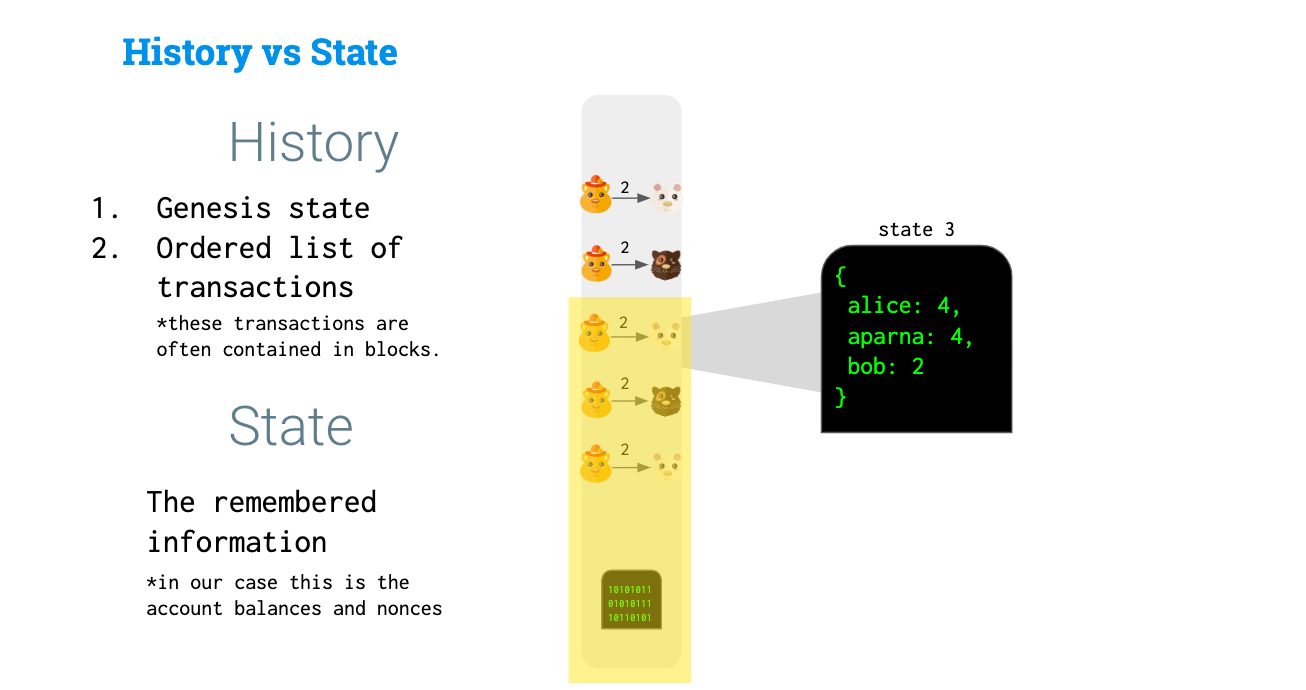 History vs State
History
1. Genesis state
2. Ordered list of
transactions
*these transactions are
often contained in blocks.
State
The remembered
information
*in our case this is the
account balances and nonces
2
2
2
2
2
10101011
01010111
10110101
state 3
{
alice: 4,
aparna: 4,
bob: 2
}